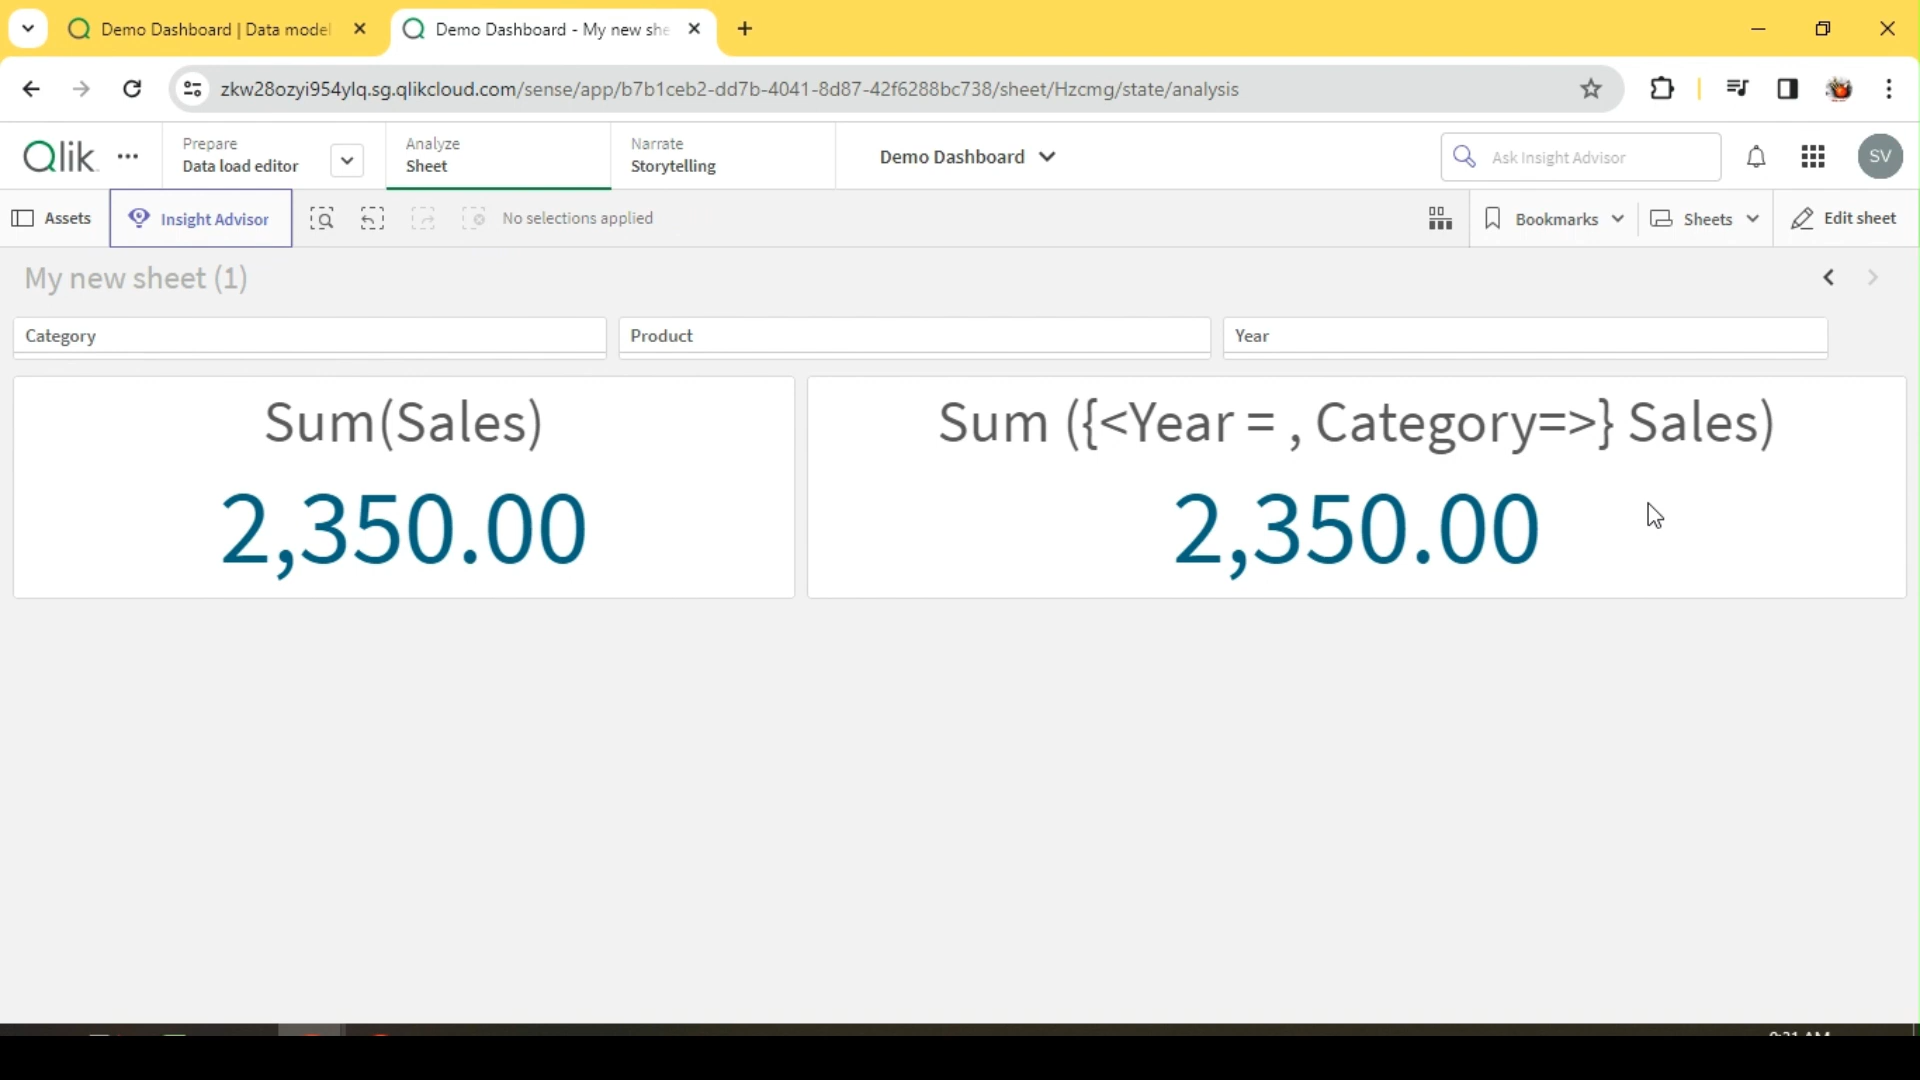 Demo Dashboard | Data model
Demo Dashboard - My new she
zkw28ozyi954ylq.sg.qlikcloud.com/sense/app/b7b1ceb2-dd7b-4041-8d87-42f6288bc738/sheet/Hzcmg/state/analysis
Qlik
Prepare
Data load editor
Analyze
Sheet
Narrate
Storytelling
Demo Dashboard
Ask Insight Advisor
SV
Assets
Insight Advisor
No selections applied
Bookmarks
Sheets
Edit sheet
My new sheet (1)
Category
Product
Year
Sum(Sales)
2,350.00
Sum ({<Year = , Category=>} Sales)
2,350.00